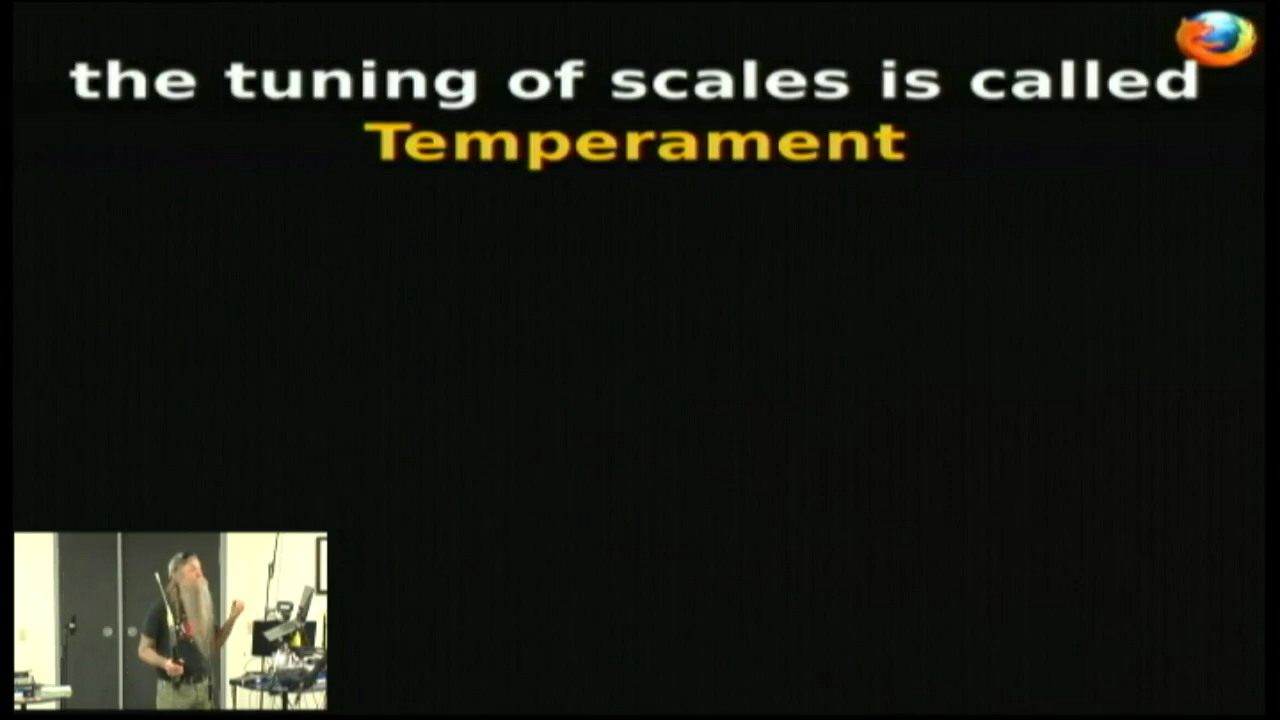 the tuning of scales is called
Temperament